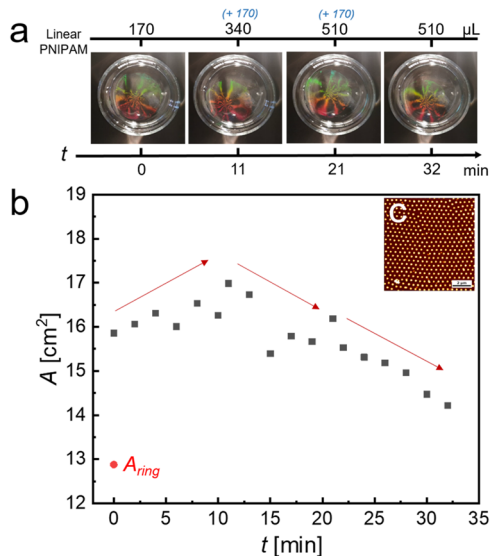 a
Linear PNIPAM
170
(+ 170)
340
(+ 170)
510
510
µL
t
0
11
21
32
min
b
A [cm²]
19
18
17
16
15
14
13
12
A_ring
C
0
5
10
15
20
25
30
35
t [min]